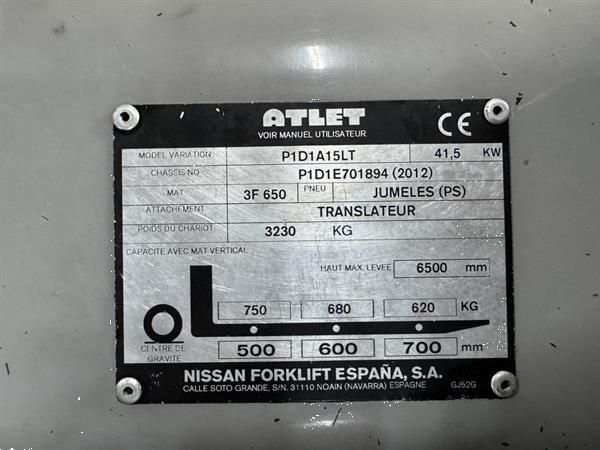 ATLET
VOIR MANUEL UTILISATEUR
CE
MODEL VARIATION P1D1A15LT 41,5 KW
CHASSIS NO P1D1E701894 (2012)
MAT 3F 650 PNEU JUMELES (PS)
ATTACHEMENT TRANSLATEUR
POIDS DU CHARIOT 3230 KG
CAPACITE AVEC MAT VERTICAL
HAUT MAX. LEVEE 6500 mm
750 680 620 KG
CENTRE DE GRAVITE 500 600 700 mm
NISSAN FORKLIFT ESPAÑA, S.A.
CALLE SOTO GRANDE, S/N. 31110 NOAIN (NAVARRA) ESPAGNE GJ52G